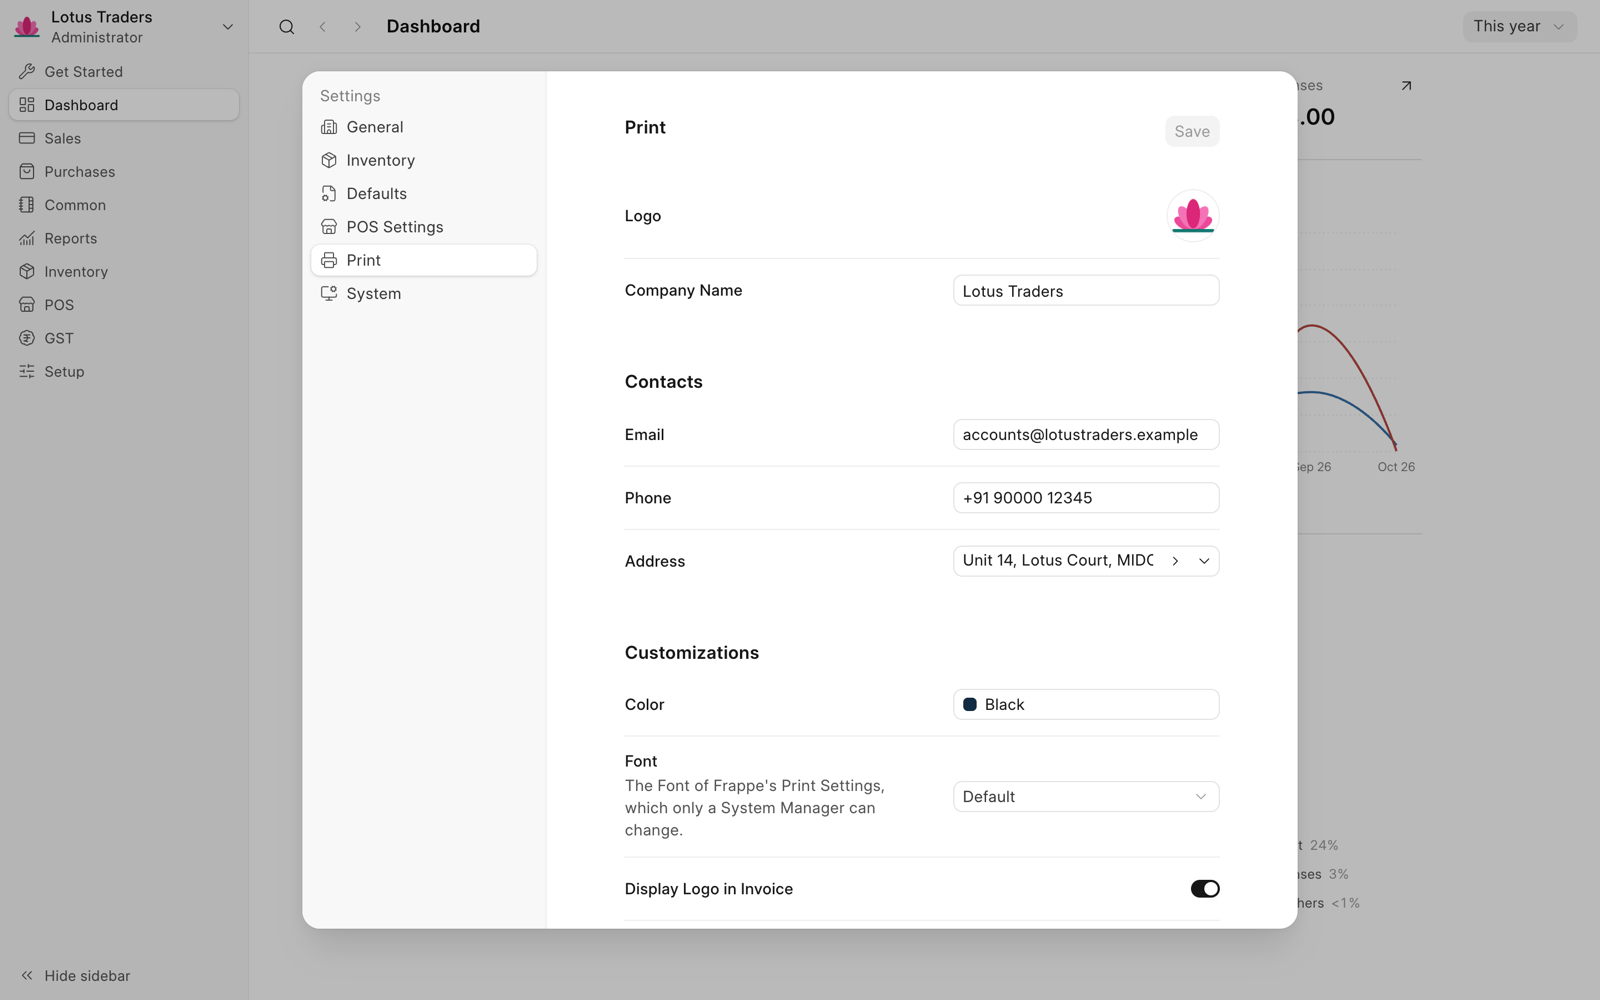 Lotus Traders
Administrator
Get Started
Dashboard
Sales
Purchases
Common
Reports
Inventory
POS
GST
Setup
Hide sidebar
Dashboard
This year
Settings
General
Inventory
Defaults
POS Settings
Print
System
Print
Save
Logo
Company Name
Lotus Traders
Contacts
Email
accounts@lotustraders.example
Phone
+91 90000 12345
Address
Unit 14, Lotus Court, MIDC
Customizations
Color
Black
Font
The Font of Frappe's Print Settings,
which only a System Manager can
change.
Default
Display Logo in Invoice
.00
Sep 26
Oct 26
24%
3%
<1%